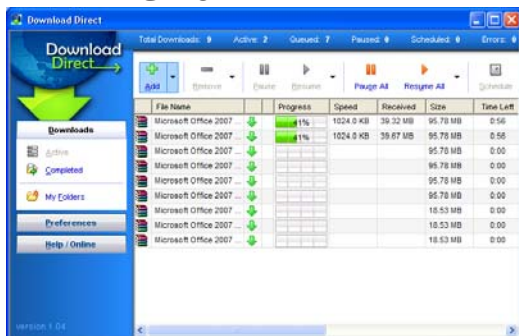 Download Direct
Total Downloads: 9 Active: 2 Queued: 7 Paused: 0 Scheduled: 0 Errors: 0
Download
Direct
Add Remove Pause Resume Pause All Resume All Schedule
File Name Progress Speed Received Size Time Left
Microsoft Office 2007 ... 41% 1024.0 KB 39.32 MB 95.78 MB 0:56
Microsoft Office 2007 ... 41% 1024.0 KB 39.67 MB 95.78 MB 0:56
Microsoft Office 2007 ... 95.78 MB 0:00
Microsoft Office 2007 ... 95.78 MB 0:00
Microsoft Office 2007 ... 95.78 MB 0:00
Microsoft Office 2007 ... 95.78 MB 0:00
Microsoft Office 2007 ... 18.53 MB 0:00
Microsoft Office 2007 ... 18.53 MB 0:00
Microsoft Office 2007 ... 18.53 MB 0:00
Downloads
Active
Completed
My Folders
Preferences
Help / Online
version 1.04